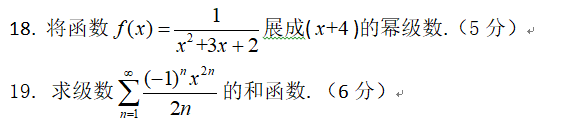 18. 将函数 f(x) = 1/(x²+3x+2) 展成( x+4 )的幂级数.（5 分）
19. 求级数 ∑_{n=1}^{∞} (−1)ⁿx²ⁿ/2n 的和函数.（6 分）